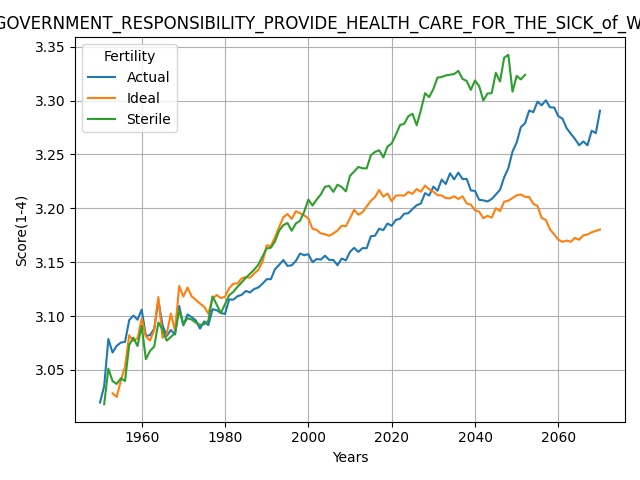 GOVERNMENT_RESPONSIBILITY_PROVIDE_HEALTH_CARE_FOR_THE_SICK_of_W
3.35
3.30
3.25
3.20
3.15
3.10
3.05
Score(1-4)
Fertility
Actual
Ideal
Sterile
1960 1980 2000 2020 2040 2060
Years